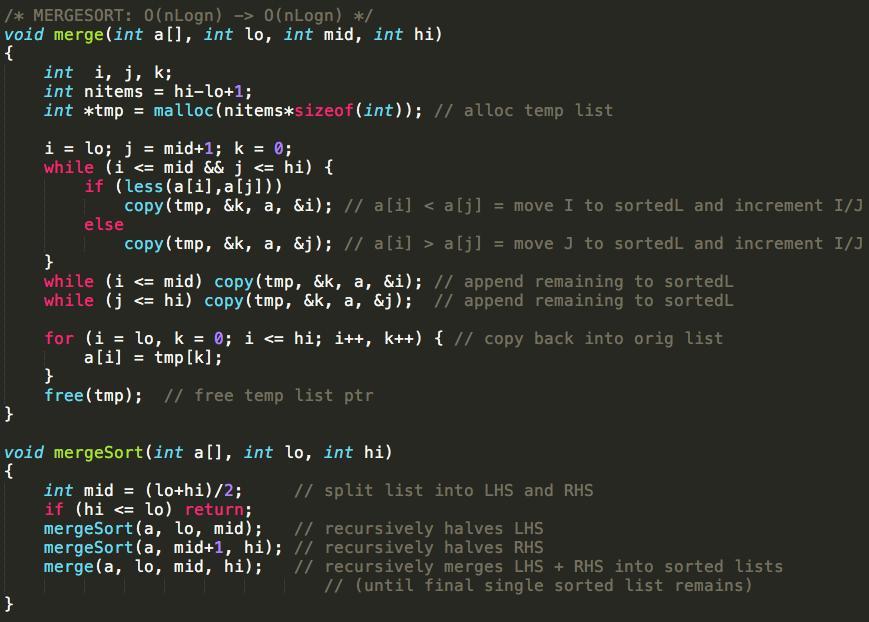 /* MERGESORT: O(nLogn) -> O(nLogn) */
void merge(int a[], int lo, int mid, int hi)
{
    int  i, j, k;
    int nitems = hi-lo+1;
    int *tmp = malloc(nitems*sizeof(int)); // alloc temp list

    i = lo; j = mid+1; k = 0;
    while (i <= mid && j <= hi) {
        if (less(a[i],a[j]))
            copy(tmp, &k, a, &i); // a[i] < a[j] = move I to sortedL and increment I/J
        else
            copy(tmp, &k, a, &j); // a[i] > a[j] = move J to sortedL and increment I/J
    }
    while (i <= mid) copy(tmp, &k, a, &i); // append remaining to sortedL
    while (j <= hi) copy(tmp, &k, a, &j);  // append remaining to sortedL

    for (i = lo, k = 0; i <= hi; i++, k++) { // copy back into orig list
        a[i] = tmp[k];
    }
    free(tmp);  // free temp list ptr
}

void mergeSort(int a[], int lo, int hi)
{
    int mid = (lo+hi)/2;     // split list into LHS and RHS
    if (hi <= lo) return;
    mergeSort(a, lo, mid);   // recursively halves LHS
    mergeSort(a, mid+1, hi); // recursively halves RHS
    merge(a, lo, mid, hi);   // recursively merges LHS + RHS into sorted lists
                                // (until final single sorted list remains)
}